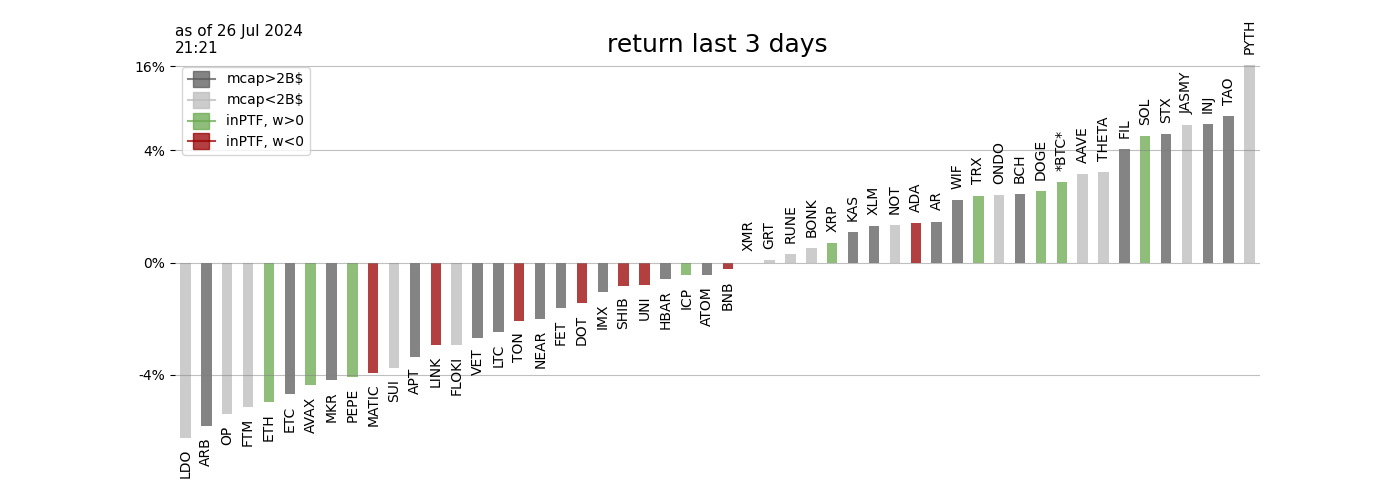 as of 26 Jul 2024
21:21
return last 3 days
16%
4%
0%
-4%
mcap>2B$
mcap<2B$
inPTF, w>0
inPTF, w<0
LDO
ARB
OP
FTM
ETH
ETC
AVAX
MKR
PEPE
MATIC
SUI
APT
LINK
FLOKI
VET
LTC
TON
NEAR
FET
DOT
IMX
SHIB
UNI
HBAR
ICP
ATOM
BNB
XMR
GRT
RUNE
BONK
XRP
KAS
XLM
NOT
ADA
AR
WIF
TRX
ONDO
BCH
DOGE
*BTC*
AAVE
THETA
FIL
SOL
STX
JASMY
INJ
TAO
PYTH